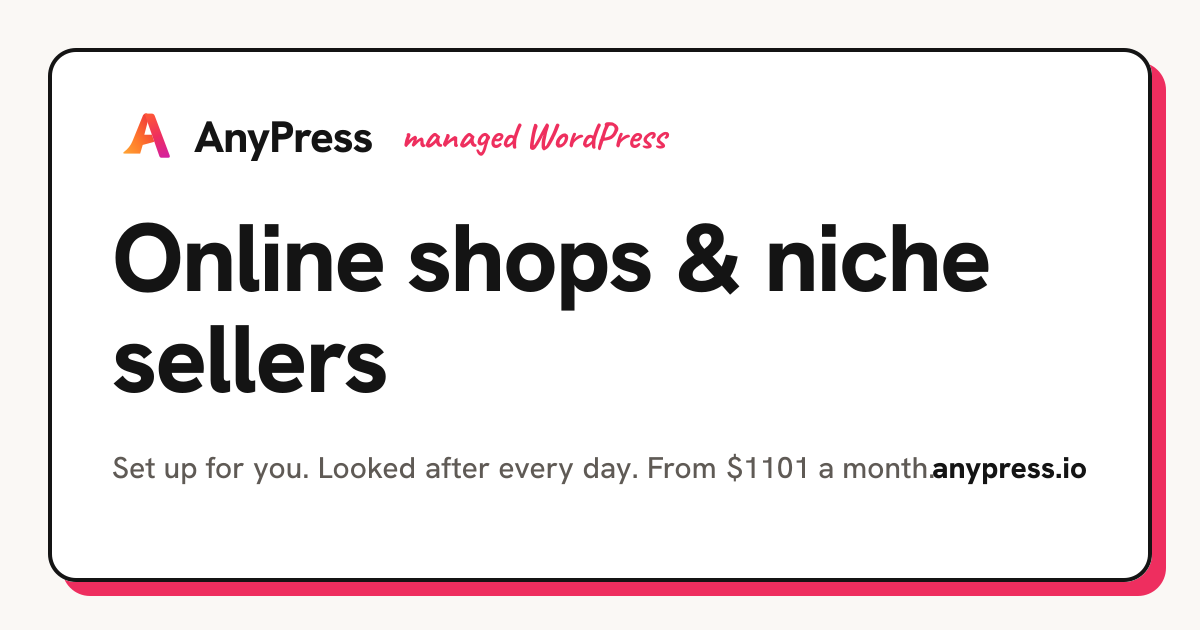 AnyPress managed WordPress
Online shops & niche
sellers
Set up for you. Looked after every day. From $1101 a month.anypress.io